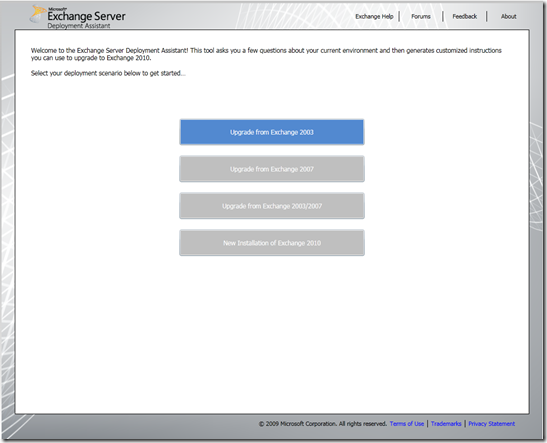 Microsoft®
Exchange Server
Deployment Assistant
Exchange Help | Forums | Feedback | About
Welcome to the Exchange Server Deployment Assistant! This tool asks you a few questions about your current environment and then generates customized instructions
you can use to upgrade to Exchange 2010.
Select your deployment scenario below to get started...
Upgrade from Exchange 2003
Upgrade from Exchange 2007
Upgrade from Exchange 2003/2007
New Installation of Exchange 2010
© 2009 Microsoft Corporation. All rights reserved. Terms of Use | Trademarks | Privacy Statement